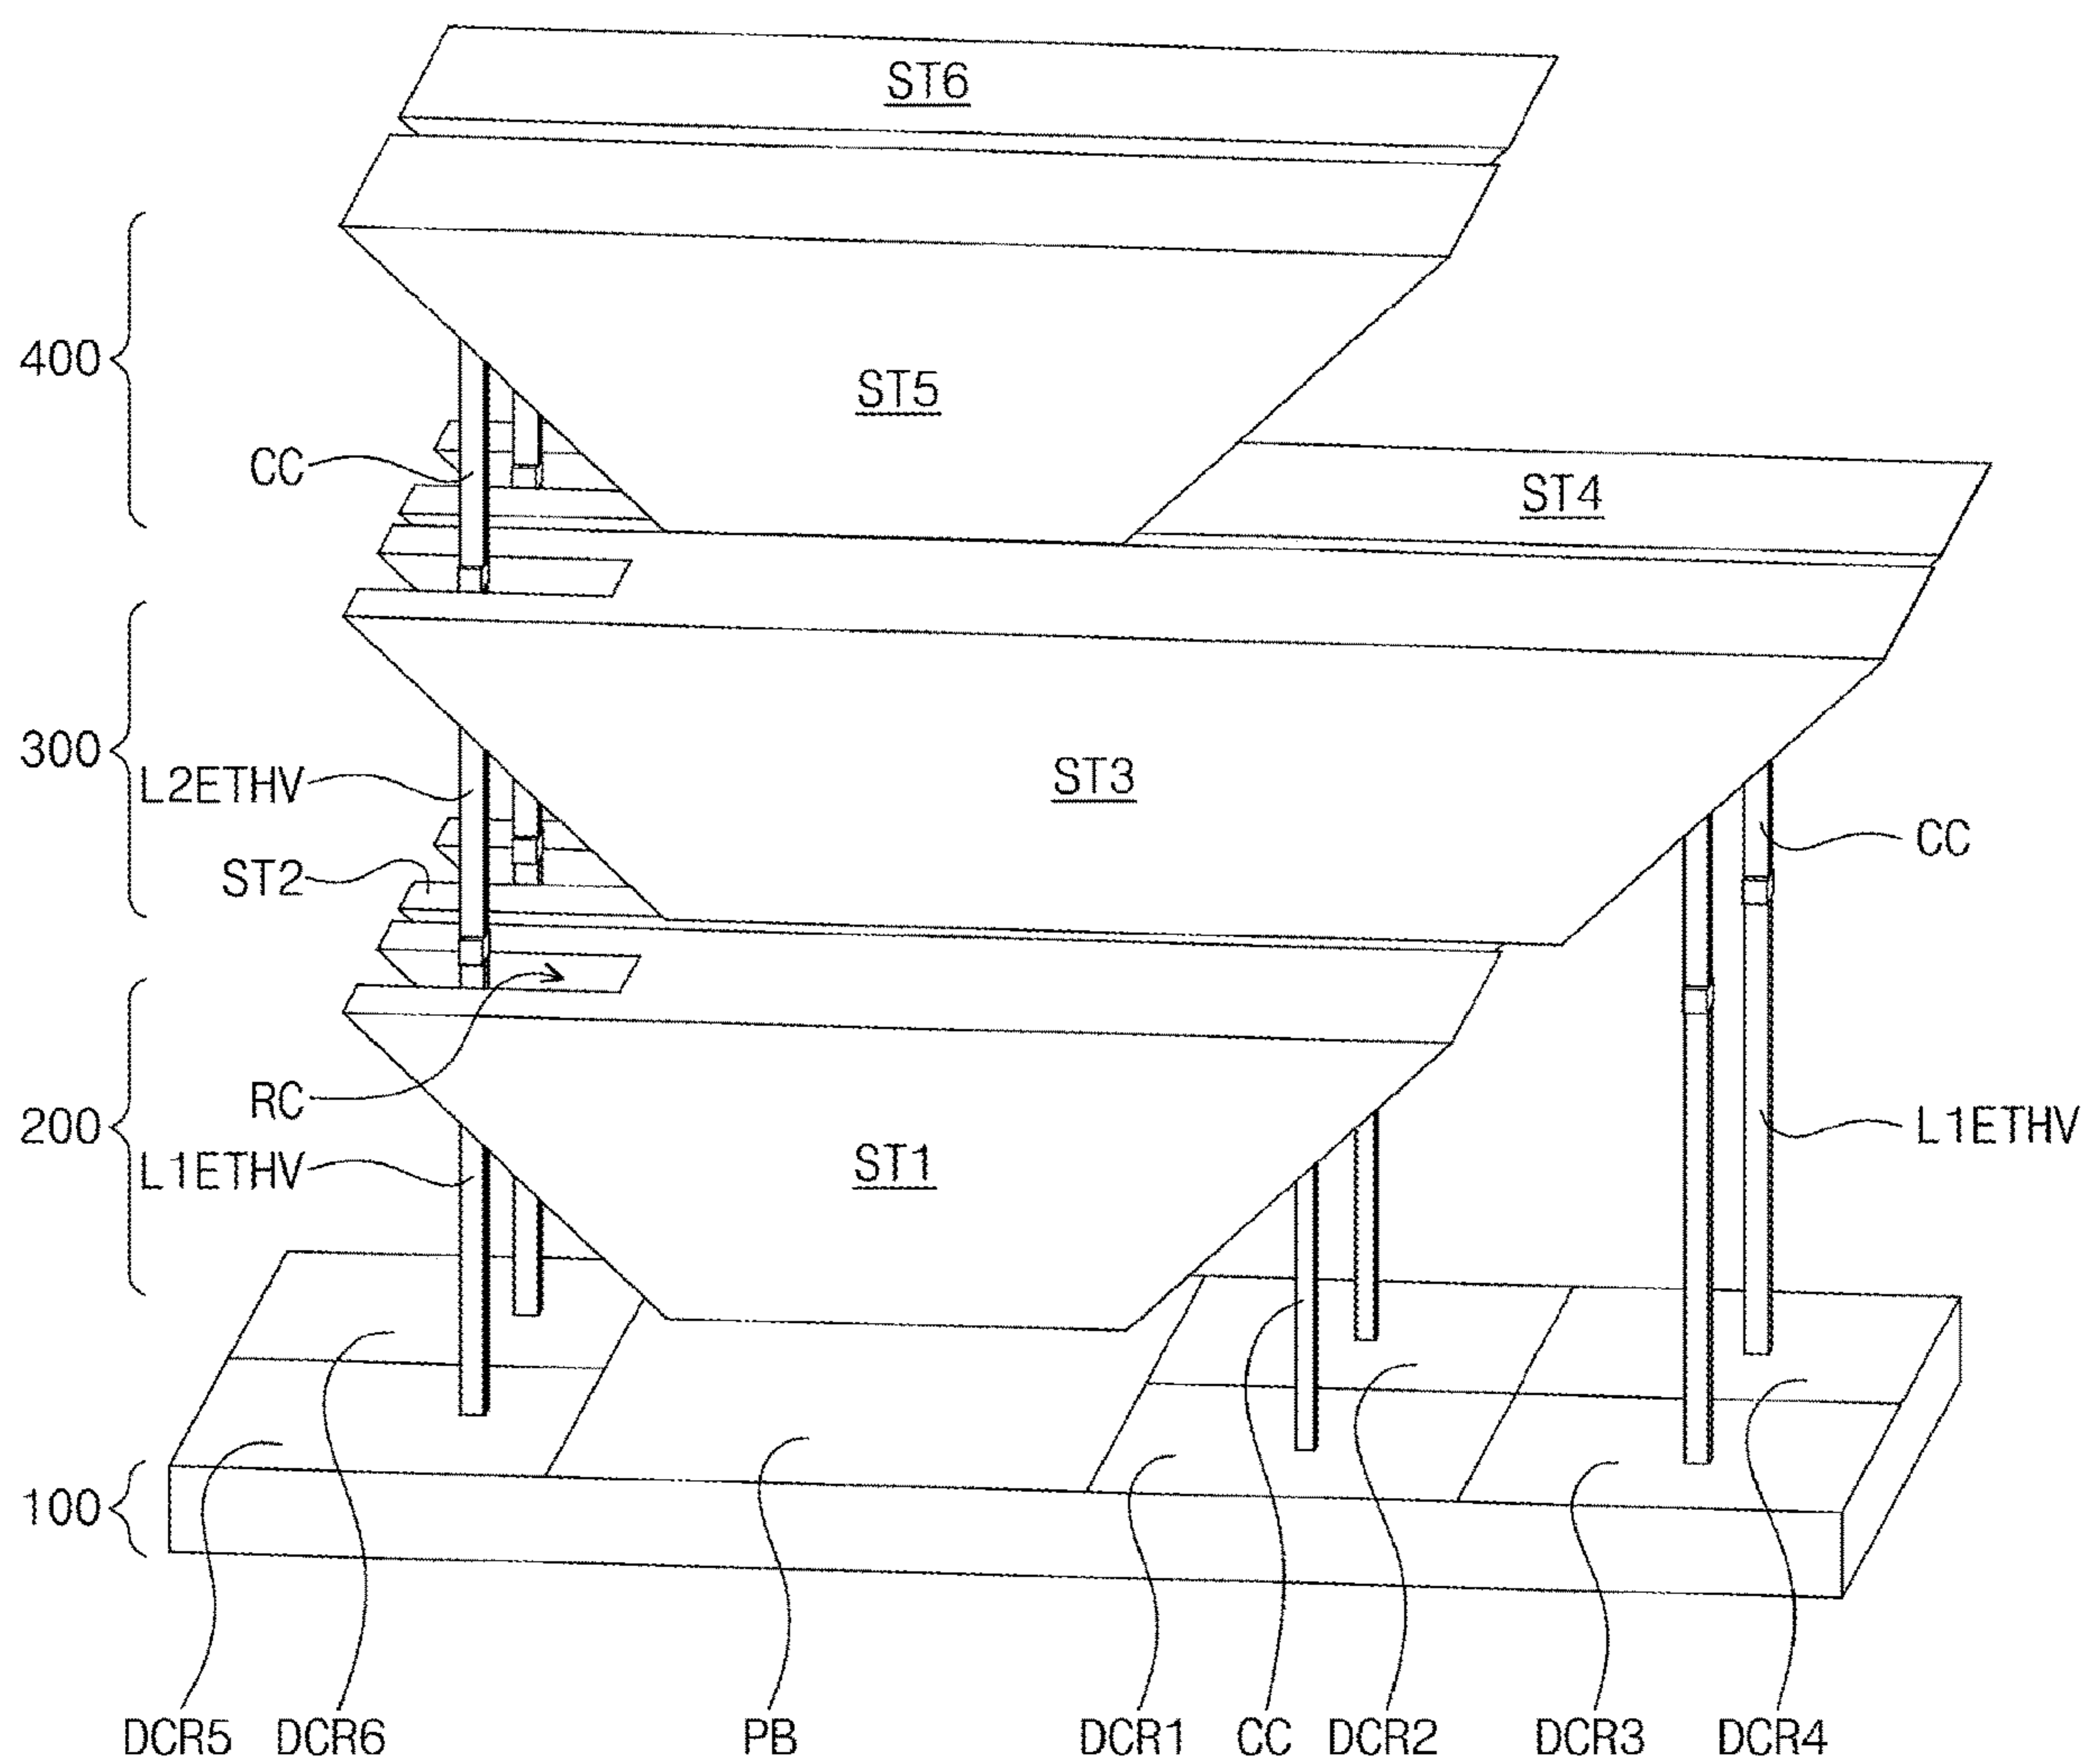 ST6
400
ST5
CC
ST4
300
L2ETHV
ST3
CC
ST2
RC
200
L1ETHV
ST1
L1ETHV
100
DCR5 DCR6 PB DCR1 CC DCR2 DCR3 DCR4